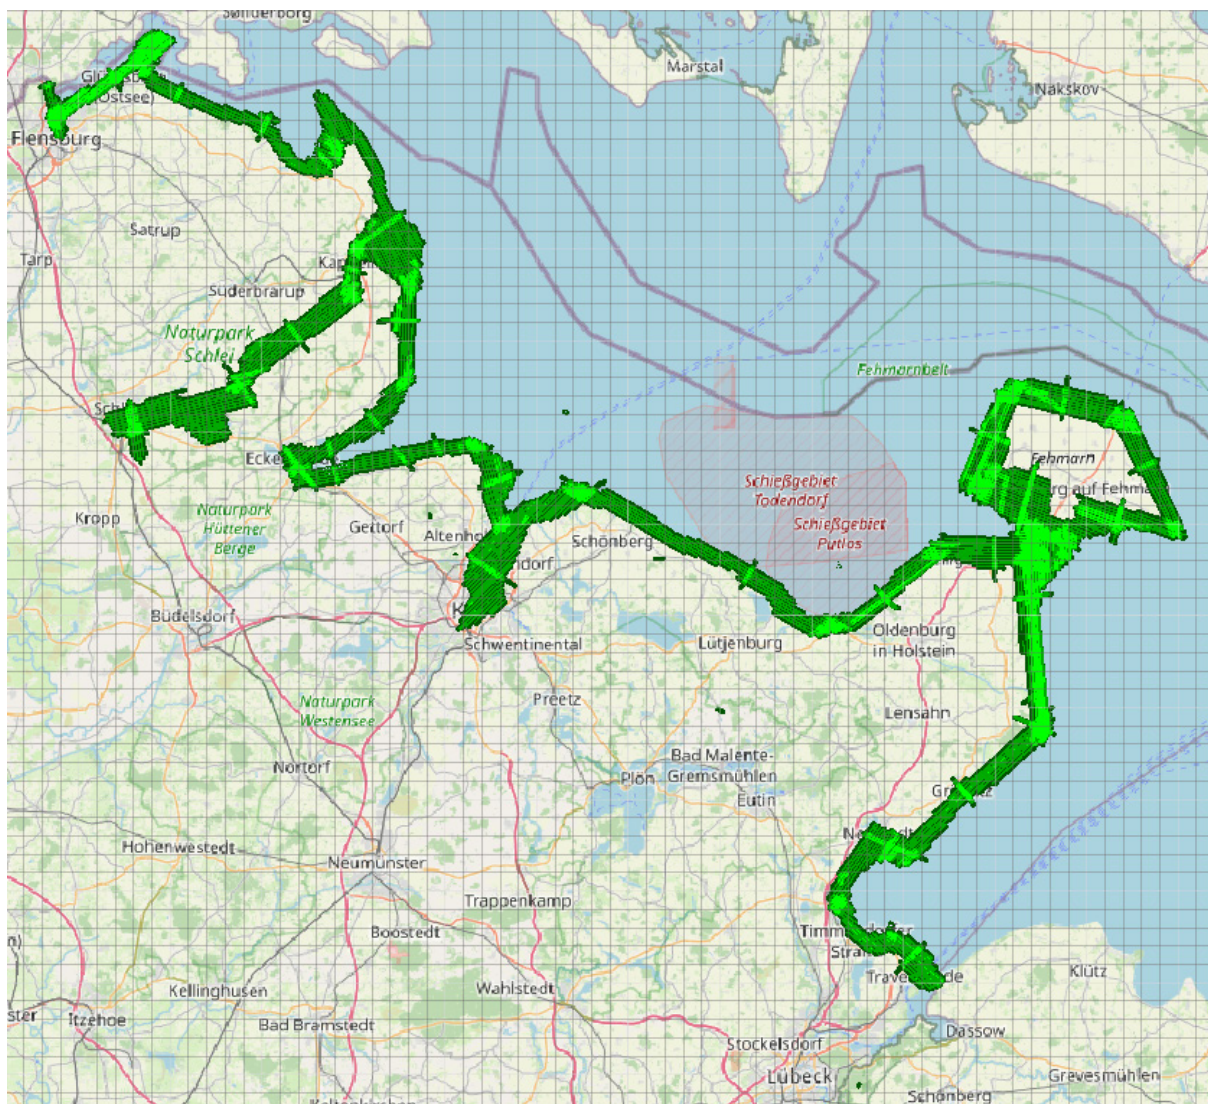 Sønderborg
Marstal
Nakskov
(Ostsee)
Flensburg
Satrup
Tarp
Süderbrarup
Naturpark
Schlei
Fehmarnbelt
Fehmarn
Schießgebiet
Todendorf
Schießgebiet
Putlos
Kropp
Naturpark
Hüttener
Berge
Gettorf
Schönberg
Büdelsdorf
Schwentinental
Lütjenburg
Oldenburg
in Holstein
Naturpark
Westensee
Preetz
Lensahn
Nortorf
Plön
Bad Malente-
Gremsmühlen
Eutin
Hohenwestedt
Neumünster
Trappenkamp
Boostedt
Kellinghusen
Wahlstedt
Klütz
Itzehoe
Bad Bramstedt
Stockelsdorf
Dassow
Lübeck
Grevesmühlen
Schönberg